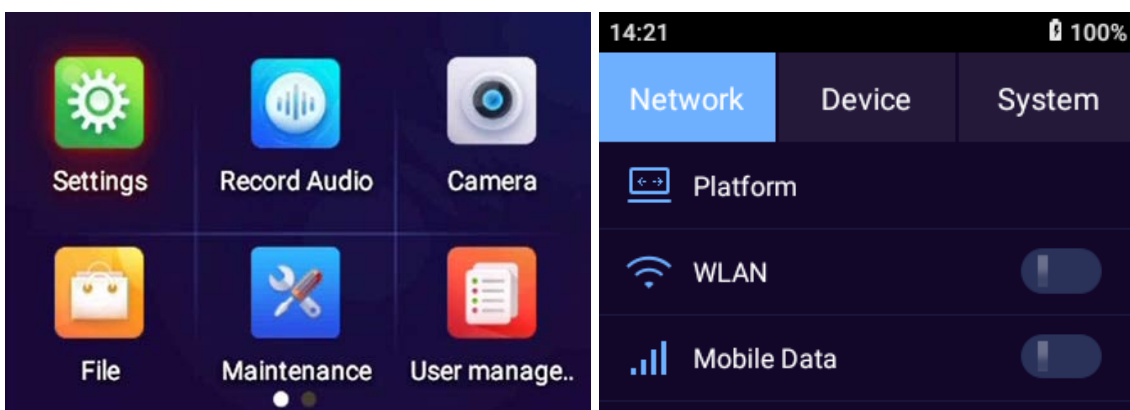 Settings
Record Audio
Camera
File
Maintenance
User manage..
14:21
100%
Network
Device
System
Platform
WLAN
Mobile Data